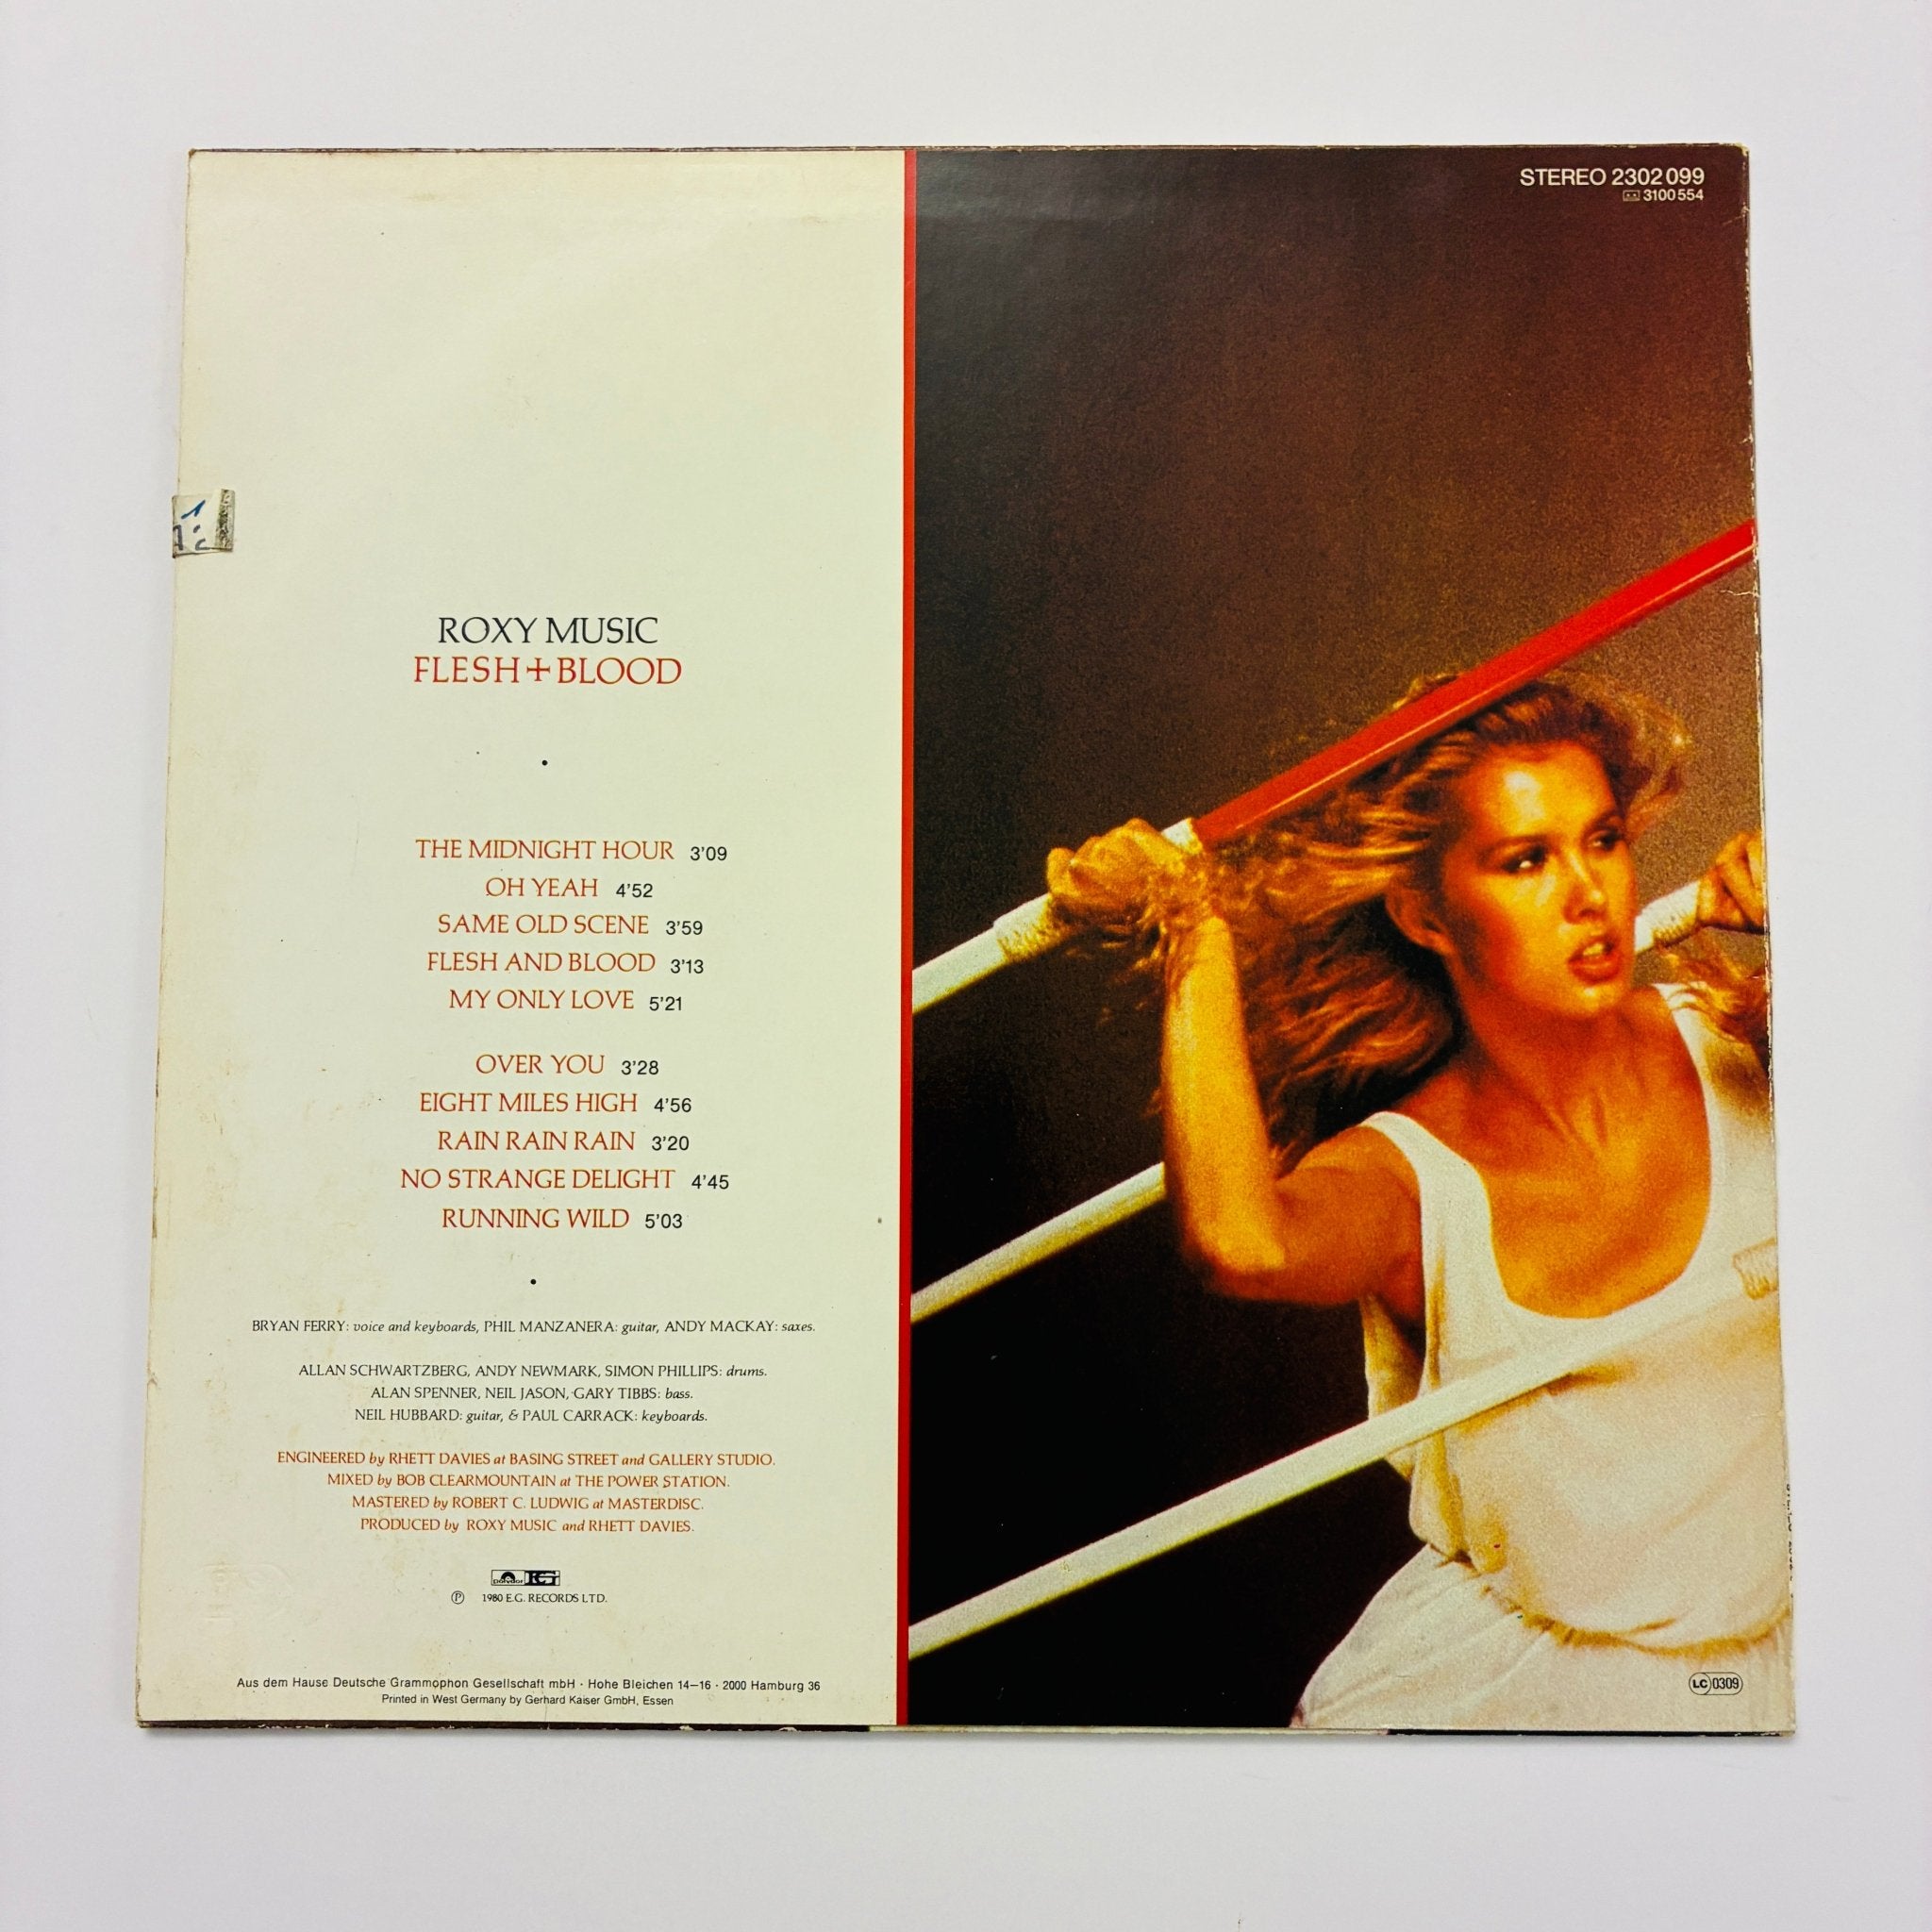 STEREO 2302 099
3100 554
ROXY MUSIC
FLESH+BLOOD
THE MIDNIGHT HOUR 3'09
OH YEAH 4'52
SAME OLD SCENE 3'59
FLESH AND BLOOD 3'13
MY ONLY LOVE 5'21
OVER YOU 3'28
EIGHT MILES HIGH 4'56
RAIN RAIN RAIN 3'20
NO STRANGE DELIGHT 4'45
RUNNING WILD 5'03
BRYAN FERRY: voice and keyboards, PHIL MANZANERA: guitar, ANDY MACKAY: saxes.
ALLAN SCHWARTZBERG, ANDY NEWMARK, SIMON PHILLIPS: drums.
ALAN SPENNER, NEIL JASON, GARY TIBBS: bass.
NEIL HUBBARD: guitar, & PAUL CARRACK: keyboards.
ENGINEERED by RHETT DAVIES at BASING STREET and GALLERY STUDIO.
MIXED by BOB CLEARMOUNTAIN at THE POWER STATION.
MASTERED by ROBERT C. LUDWIG at MASTERDISC.
PRODUCED by ROXY MUSIC and RHETT DAVIES.
polydor EG
℗ 1980 E.G. RECORDS LTD.
Aus dem Hause Deutsche Grammophon Gesellschaft mbH · Hohe Bleichen 14–16 · 2000 Hamburg 36
Printed in West Germany by Gerhard Kaiser GmbH, Essen
LC 0309